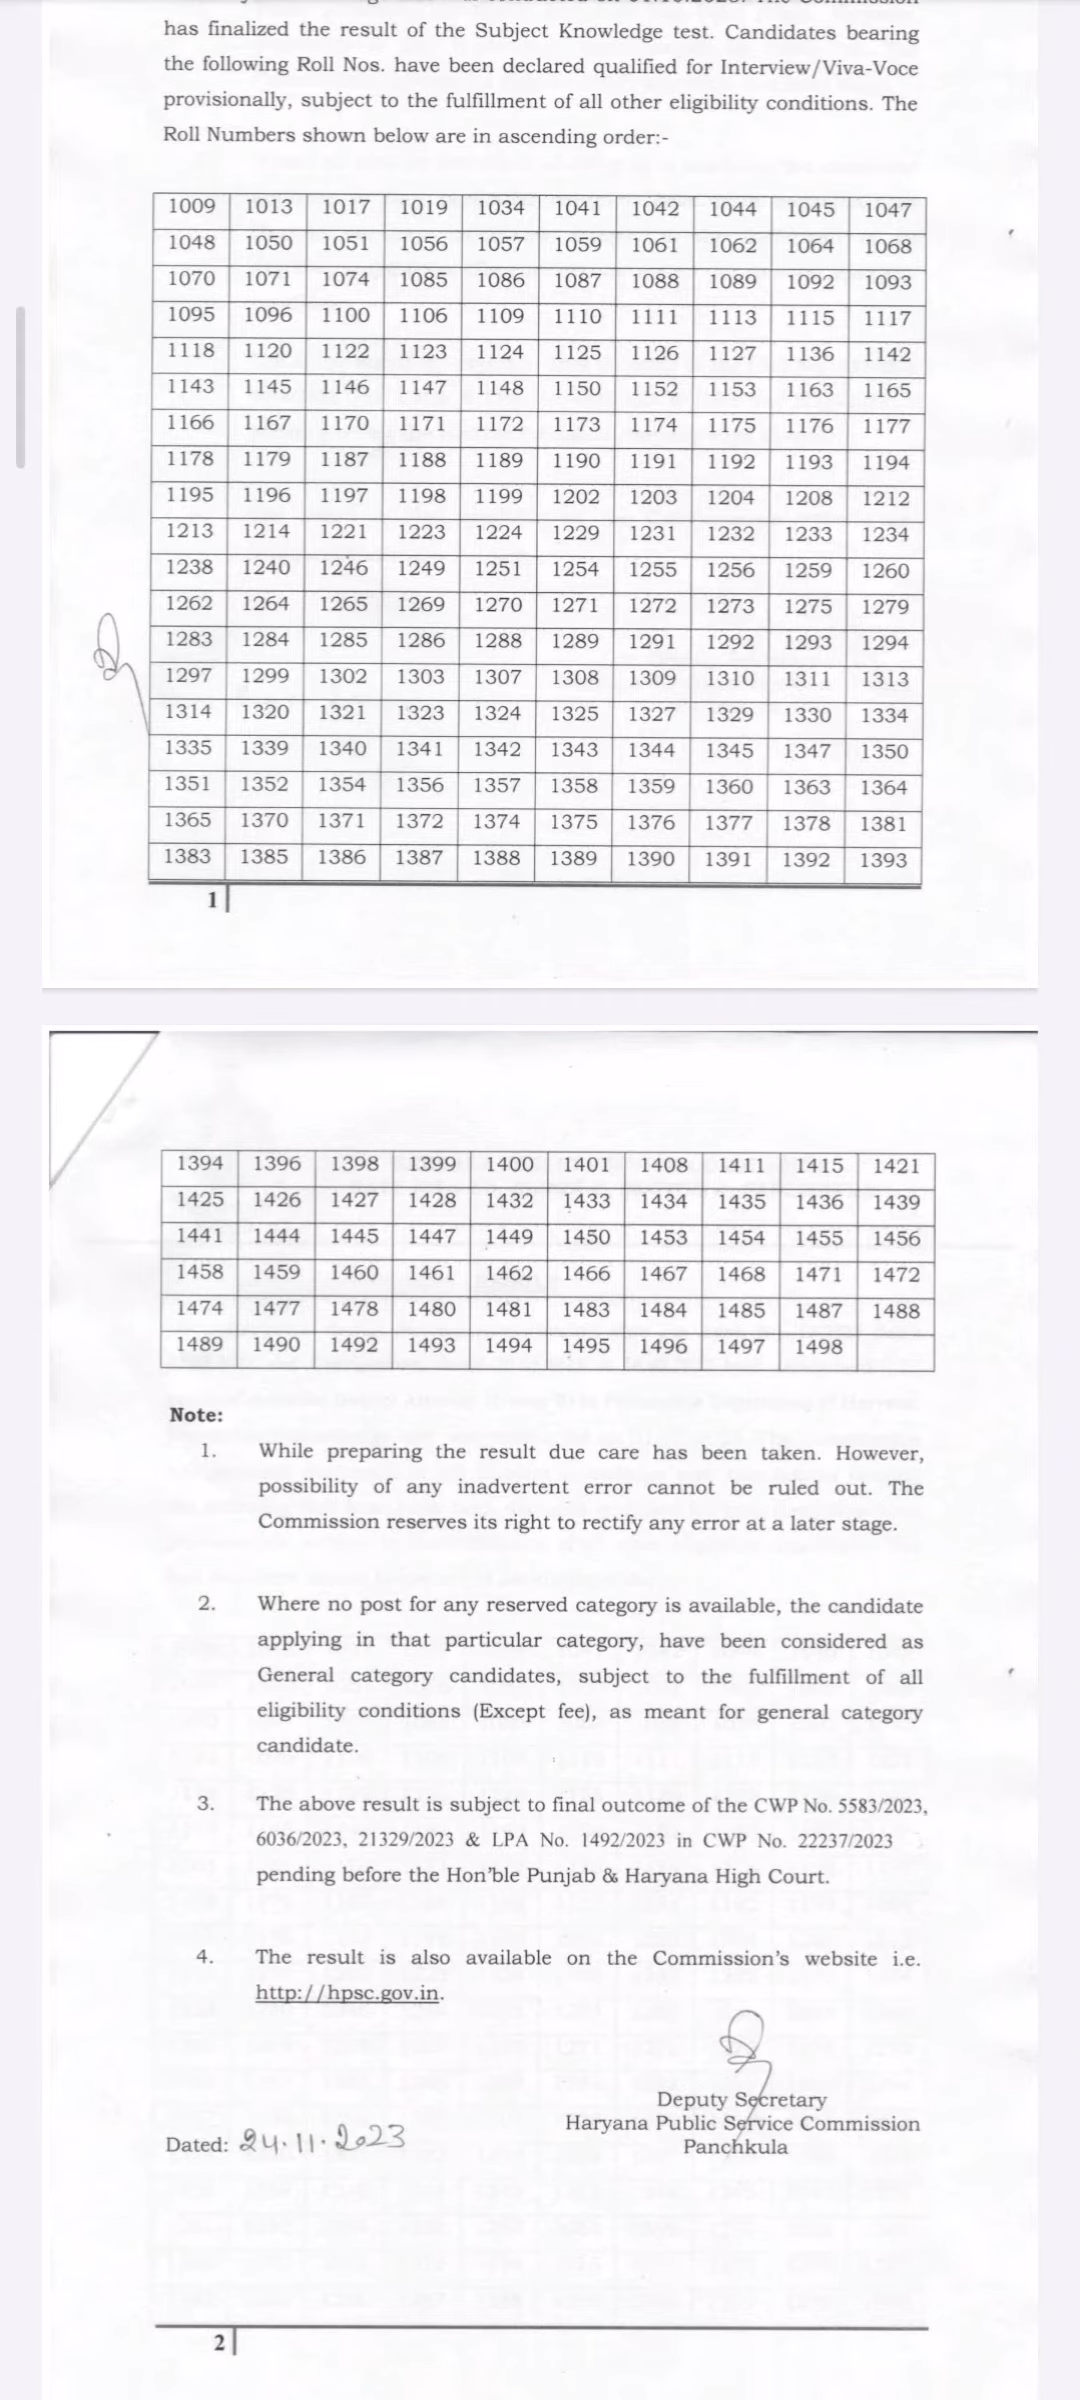 has finalized the result of the Subject Knowledge test. Candidates bearing
the following Roll Nos. have been declared qualified for Interview/Viva-Voce
provisionally, subject to the fulfillment of all other eligibility conditions. The
Roll Numbers shown below are in ascending order:-
1009 1013 1017 1019 1034 1041 1042 1044 1045 1047
1048 1050 1051 1056 1057 1059 1061 1062 1064 1068
1070 1071 1074 1085 1086 1087 1088 1089 1092 1093
1095 1096 1100 1106 1109 1110 1111 1113 1115 1117
1118 1120 1122 1123 1124 1125 1126 1127 1136 1142
1143 1145 1146 1147 1148 1150 1152 1153 1163 1165
1166 1167 1170 1171 1172 1173 1174 1175 1176 1177
1178 1179 1187 1188 1189 1190 1191 1192 1193 1194
1195 1196 1197 1198 1199 1202 1203 1204 1208 1212
1213 1214 1221 1223 1224 1229 1231 1232 1233 1234
1238 1240 1246 1249 1251 1254 1255 1256 1259 1260
1262 1264 1265 1269 1270 1271 1272 1273 1275 1279
1283 1284 1285 1286 1288 1289 1291 1292 1293 1294
1297 1299 1302 1303 1307 1308 1309 1310 1311 1313
1314 1320 1321 1323 1324 1325 1327 1329 1330 1334
1335 1339 1340 1341 1342 1343 1344 1345 1347 1350
1351 1352 1354 1356 1357 1358 1359 1360 1363 1364
1365 1370 1371 1372 1374 1375 1376 1377 1378 1381
1383 1385 1386 1387 1388 1389 1390 1391 1392 1393
1
1394 1396 1398 1399 1400 1401 1408 1411 1415 1421
1425 1426 1427 1428 1432 1433 1434 1435 1436 1439
1441 1444 1445 1447 1449 1450 1453 1454 1455 1456
1458 1459 1460 1461 1462 1466 1467 1468 1471 1472
1474 1477 1478 1480 1481 1483 1484 1485 1487 1488
1489 1490 1492 1493 1494 1495 1496 1497 1498
Note:
1. While preparing the result due care has been taken. However,
possibility of any inadvertent error cannot be ruled out. The
Commission reserves its right to rectify any error at a later stage.
2. Where no post for any reserved category is available, the candidate
applying in that particular category, have been considered as
General category candidates, subject to the fulfillment of all
eligibility conditions (Except fee), as meant for general category
candidate.
3. The above result is subject to final outcome of the CWP No. 5583/2023,
6036/2023, 21329/2023 & LPA No. 1492/2023 in CWP No. 22237/2023
pending before the Hon'ble Punjab & Haryana High Court.
4. The result is also available on the Commission's website i.e.
http://hpsc.gov.in.
Deputy Secretary
Haryana Public Service Commission
Panchkula
Dated: 24.11.2023
2